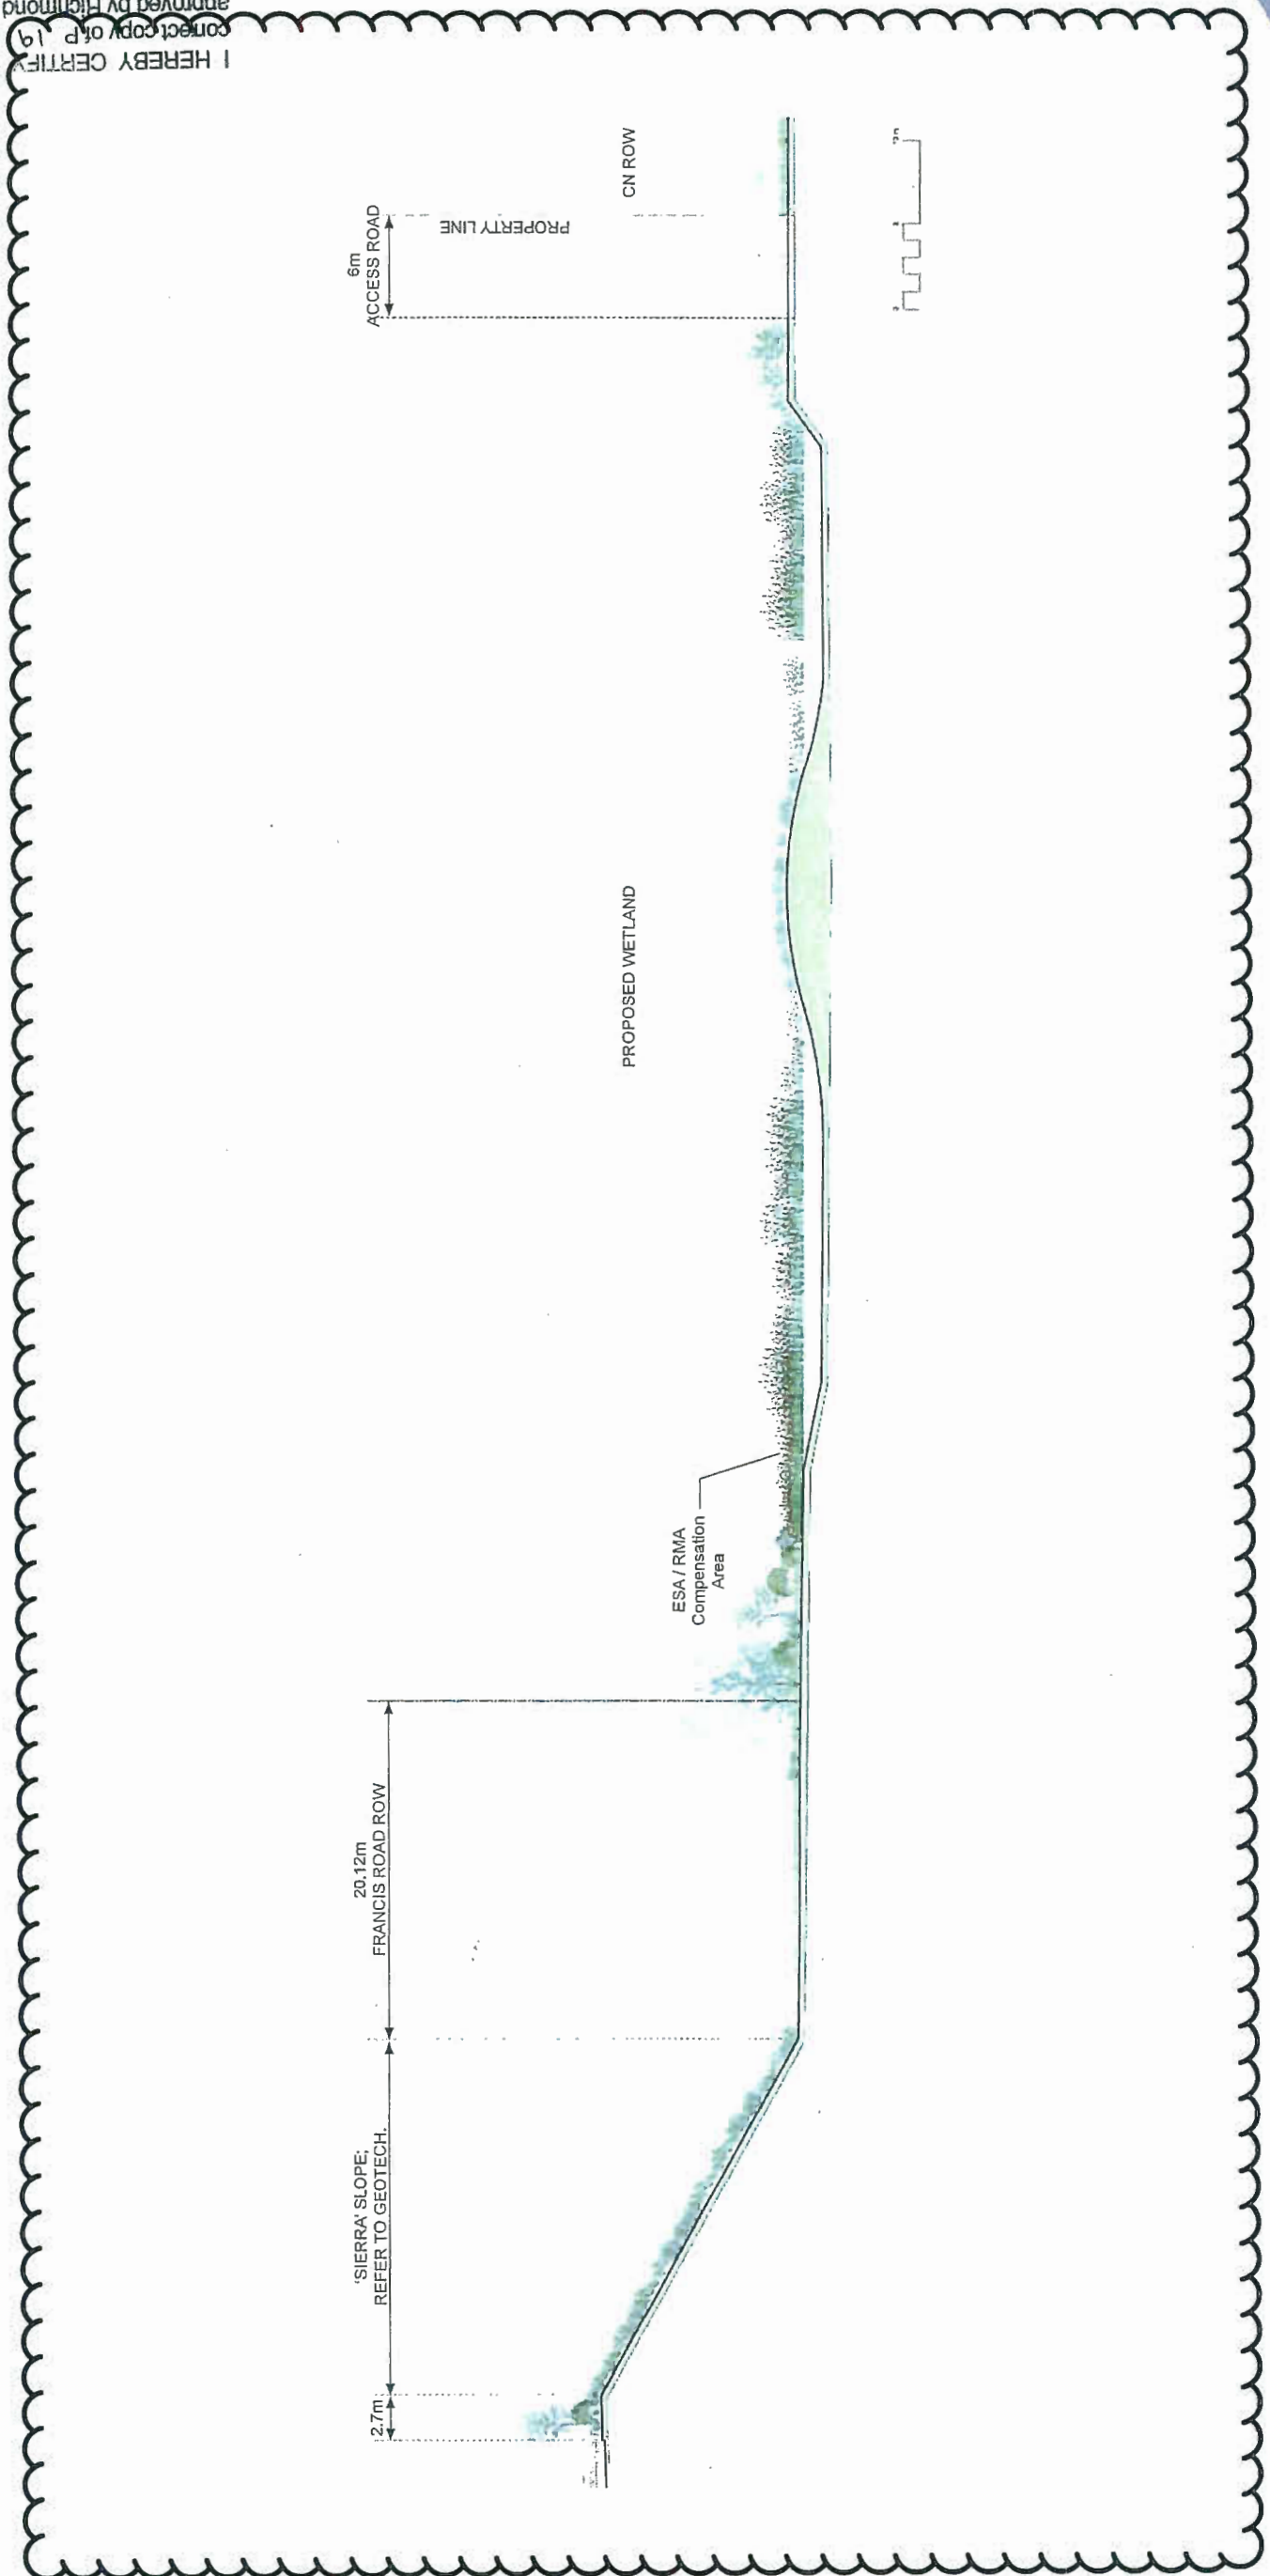 I HEREBY CERTIFY
correct copy of P 19
approved by Richmond
2.7m
'SIERRA' SLOPE;
REFER TO GEOTECH.
20.12m
FRANCIS ROAD ROW
ESA / RMA
Compensation
Area
PROPOSED WETLAND
6m
ACCESS ROAD
PROPERTY LINE
CN ROW